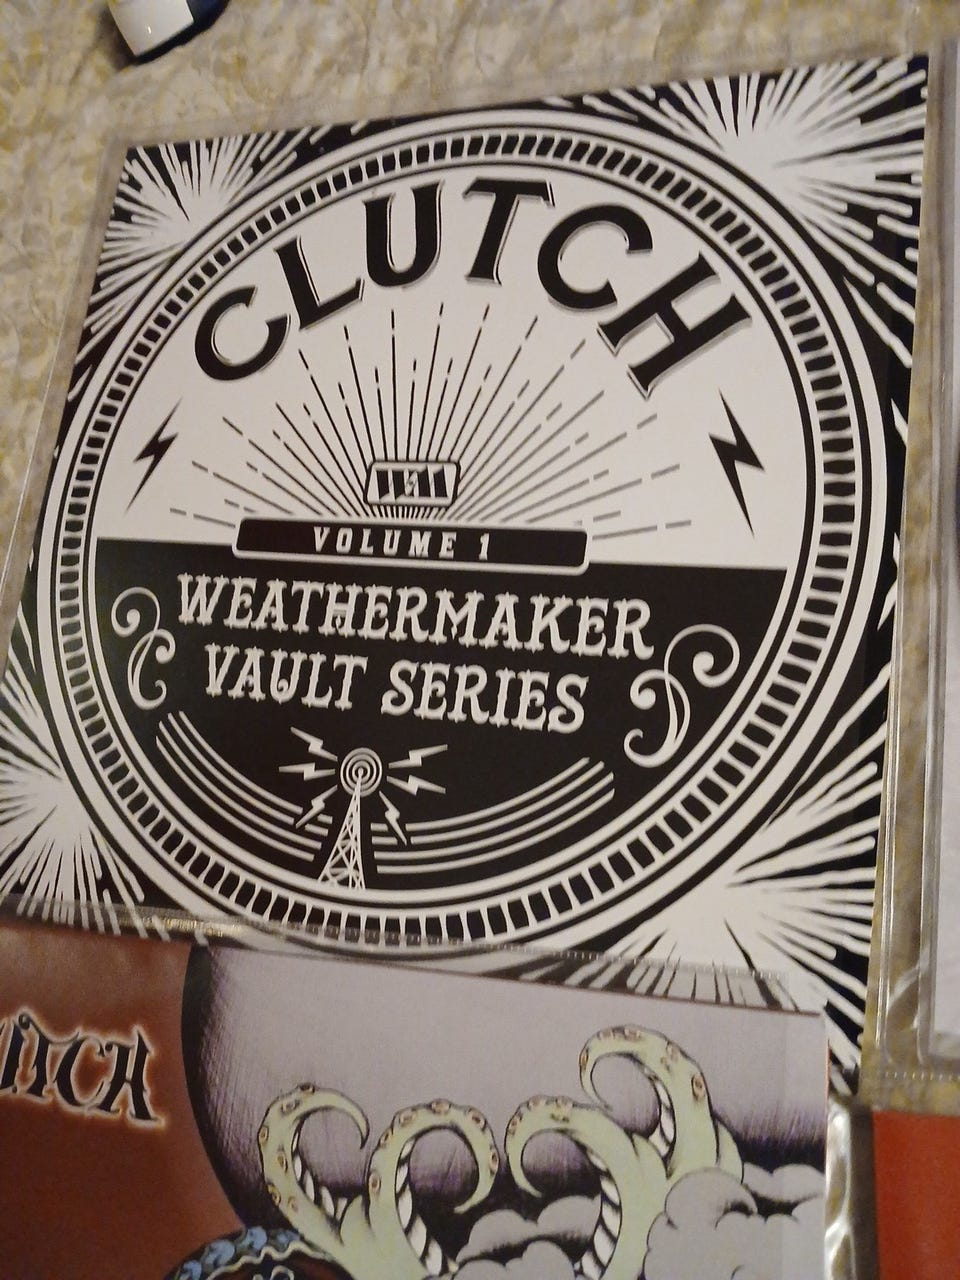 CLUTCH
VOLUME 1
WEATHERMAKER
VAULT SERIES